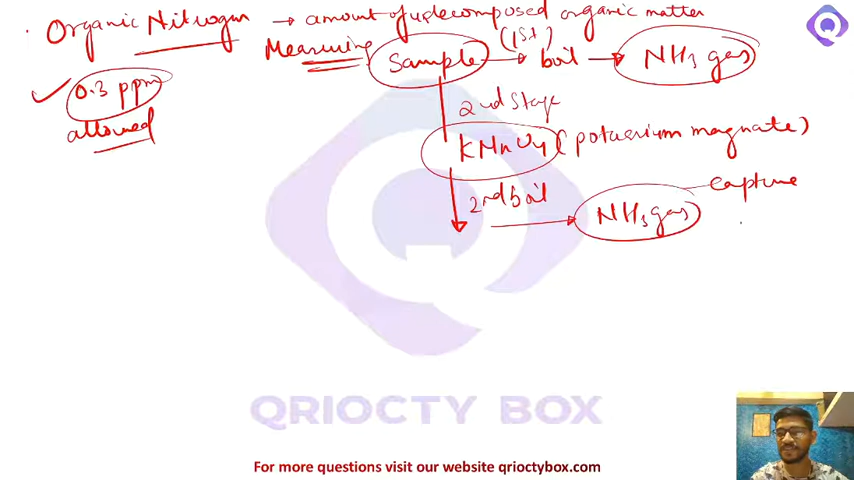 Organic Nitrogen → amount of undecomposed organic matter
Measuring Sample (1st) → boil → NH3 gas
✓ 0.3 ppm
allowed
2nd Stage
KMnO4 (potassium magnate)
2nd boil → NH3 gas
capture
QRIOCTY BOX
For more questions visit our website qrioctybox.com